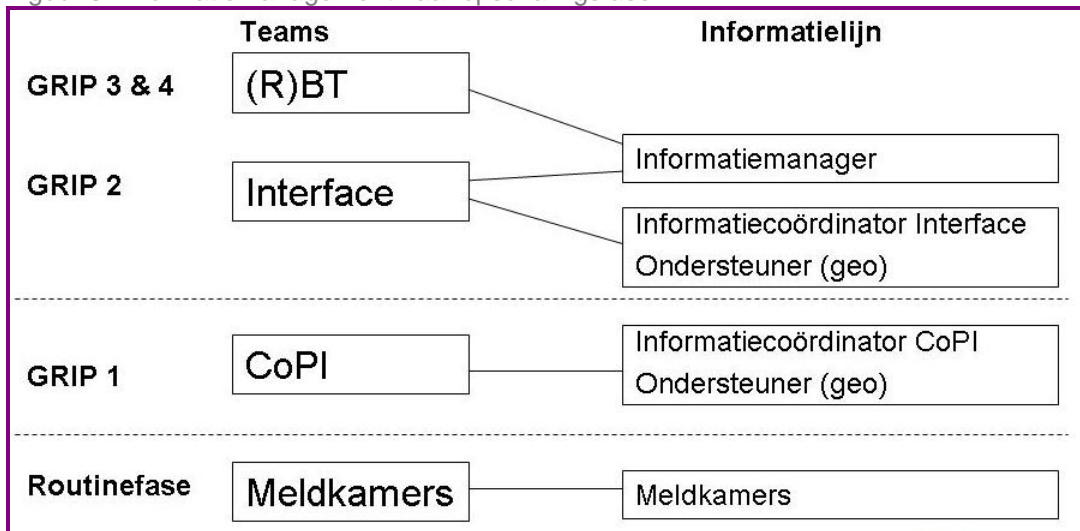 Teams Informatielijn
GRIP 3 & 4 (R)BT
Informatiemanager
GRIP 2 Interface
Informatiecoördinator Interface
Ondersteuner (geo)
GRIP 1 CoPI
Informatiecoördinator CoPI
Ondersteuner (geo)
Routinefase Meldkamers Meldkamers